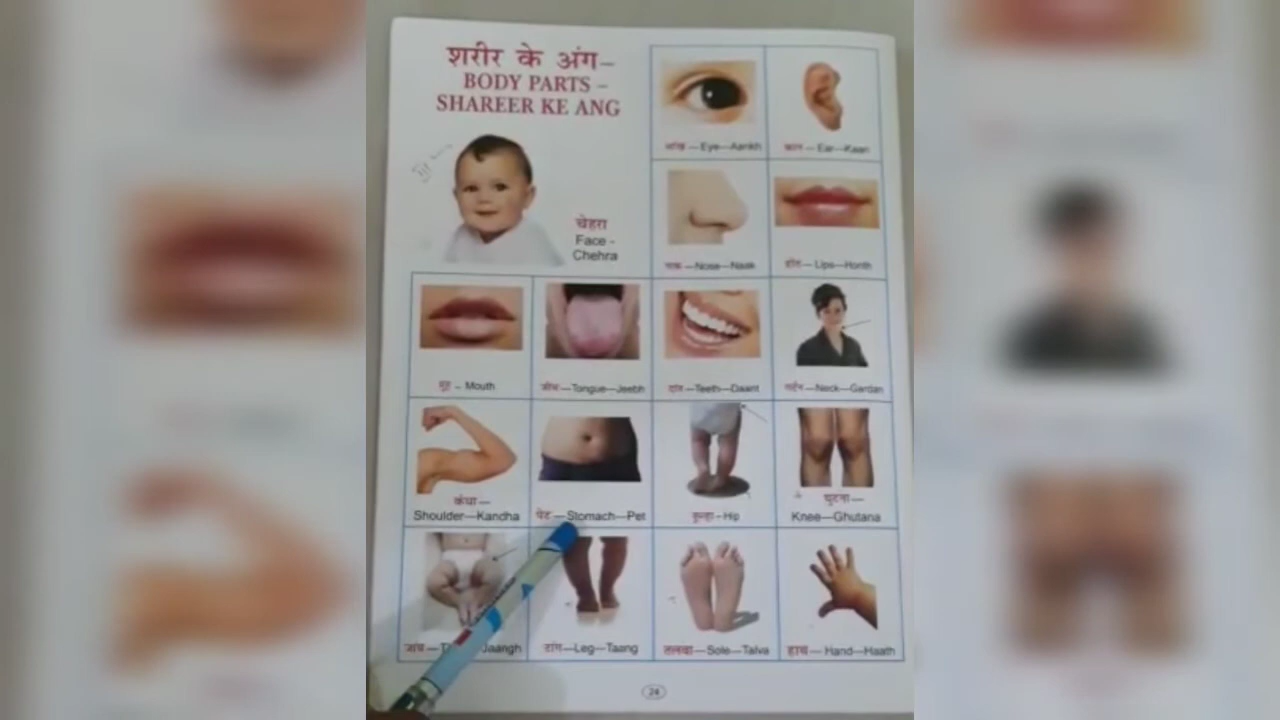 शरीर के अंग–
BODY PARTS –
SHAREER KE ANG
चेहरा
Face -
Chehra
आंख — Eye—Aankh
कान — Ear—Kaan
नाक —Nose—Naak
होंठ— Lips—Honth
मुंह – Mouth
जीभ—Tongue—Jeebh
दांत —Teeth—Daant
गर्दन—Neck—Gardan
कंधा —
Shoulder—Kandha
पेट —Stomach—Pet
कुल्हा –Hip
घुटना —
Knee—Ghutana
जांघ — Jaangh
टांग—Leg—Taang
तलवा—Sole—Talva
हाथ — Hand—Haath
24